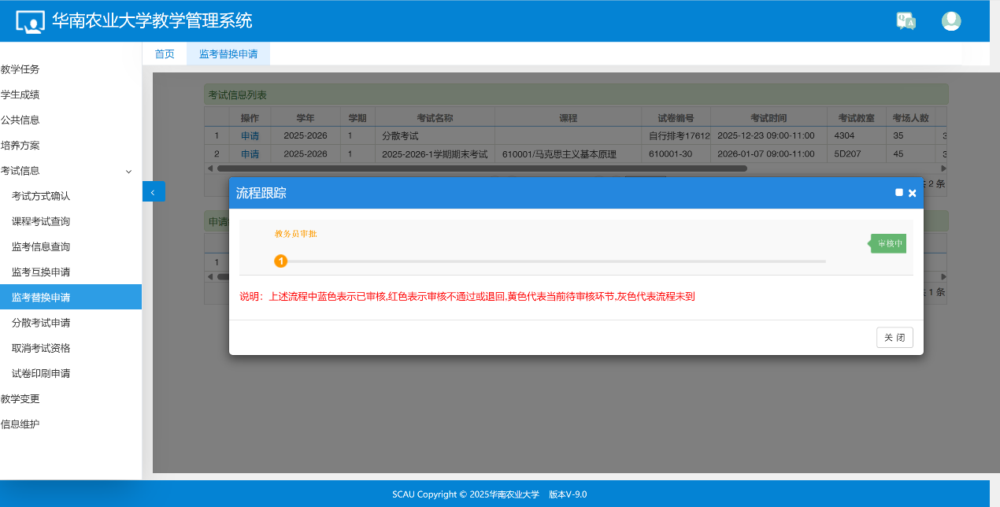 华南农业大学教学管理系统
首页 监考替换申请
教学任务
学生成绩
公共信息
培养方案
考试信息
考试方式确认
课程考试查询
监考信息查询
监考互换申请
监考替换申请
分散考试申请
取消考试资格
试卷印刷申请
教学变更
信息维护
考试信息列表
操作 学年 学期 考试名称 课程 试卷编号 考试时间 考试教室 考场人数
1 申请 2025-2026 1 分散考试 自行排考17612 2025-12-23 09:00-11:00 4304 35 3
2 申请 2025-2026 1 2025-2026-1学期期末考试 610001/马克思主义基本原理 610001-30 2026-01-07 09:00-11:00 5D207 45 3
2 条
申请
1
1 条
流程跟踪
教务员审批
审核中
1
说明：上述流程中蓝色表示已审核,红色表示审核不通过或退回,黄色代表当前待审核环节,灰色代表流程未到
关 闭
SCAU Copyright © 2025华南农业大学 版本V-9.0